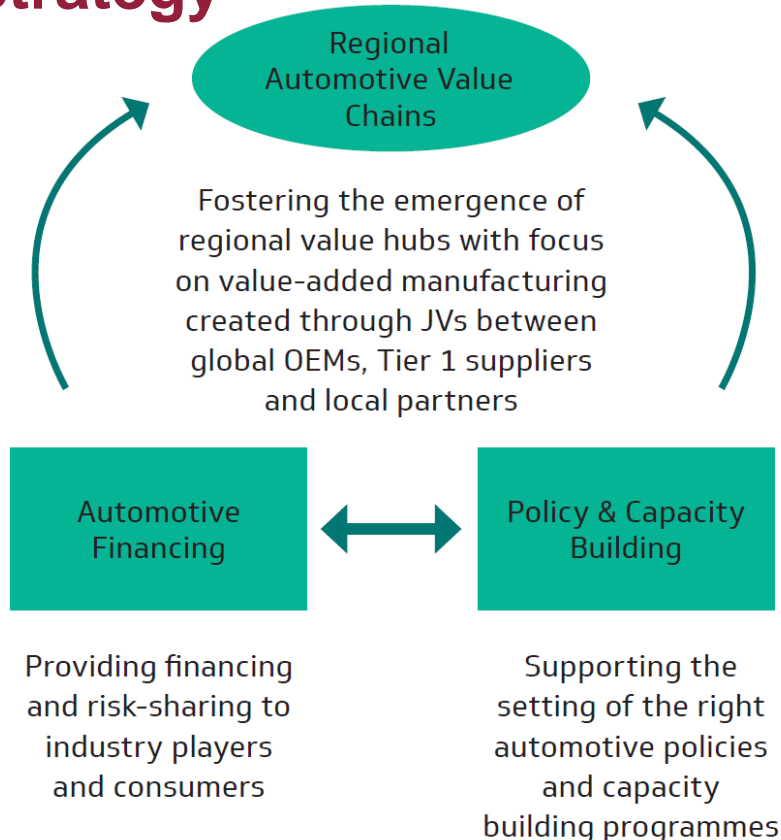 Strategy
Regional
Automotive Value
Chains
Fostering the emergence of
regional value hubs with focus
on value-added manufacturing
created through JVs between
global OEMs, Tier 1 suppliers
and local partners
Automotive
Financing
Policy & Capacity
Building
Providing financing
and risk-sharing to
industry players
and consumers
Supporting the
setting of the right
automotive policies
and capacity
building programmes